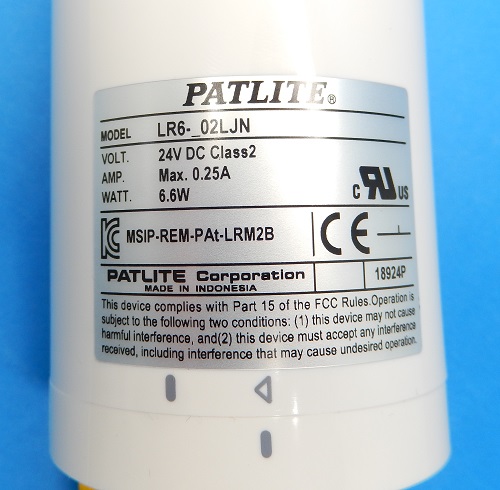 PATLITE®
MODEL LR6-_02LJN
VOLT. 24V DC Class2
AMP. Max. 0.25A
WATT. 6.6W
c RU US
KC MSIP-REM-PAt-LRM2B CE
PATLITE Corporation 18924P
MADE IN INDONESIA
This device complies with Part 15 of the FCC Rules.Operation is
subject to the following two conditions: (1) this device may not cause
harmful interference, and(2) this device must accept any interference
received, including interference that may cause undesired operation.